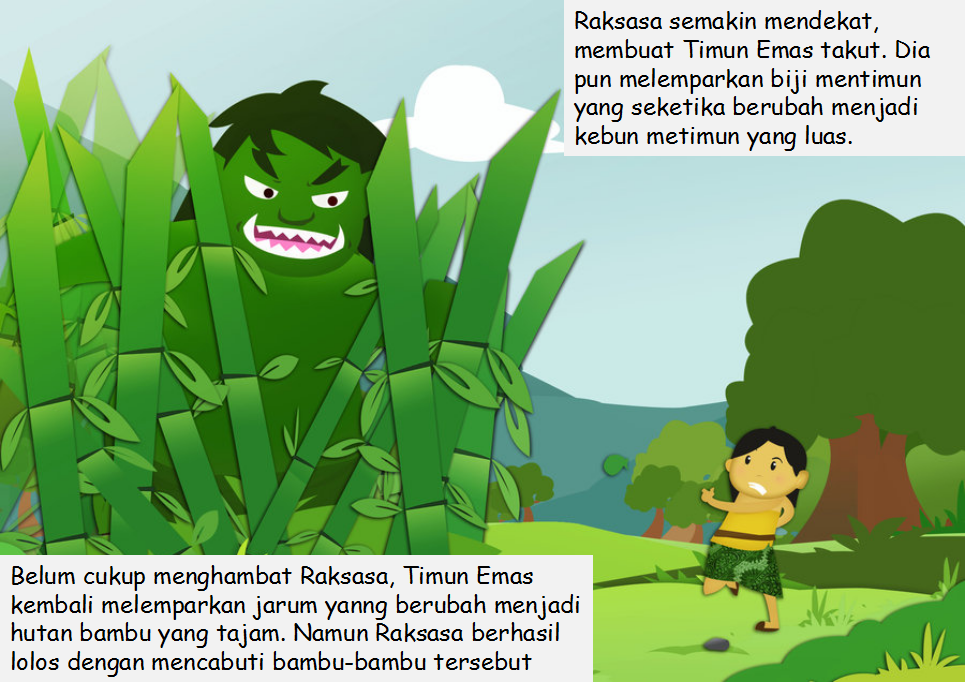 Raksasa semakin mendekat,
membuat Timun Emas takut. Dia
pun melemparkan biji mentimun
yang seketika berubah menjadi
kebun metimun yang luas.
Belum cukup menghambat Raksasa, Timun Emas
kembali melemparkan jarum yanng berubah menjadi
hutan bambu yang tajam. Namun Raksasa berhasil
lolos dengan mencabuti bambu-bambu tersebut